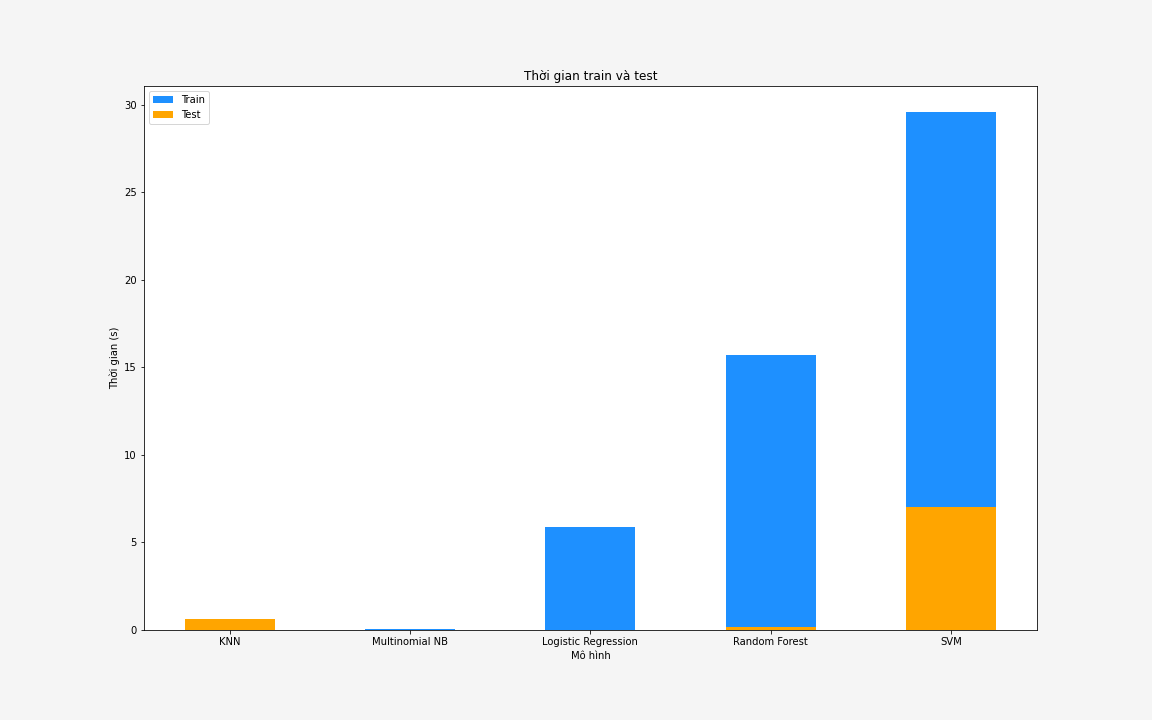 Thời gian train và test
Train
Test
30
25
20
15
10
5
0
Thời gian (s)
KNN
Multinomial NB
Logistic Regression
Random Forest
SVM
Mô hình